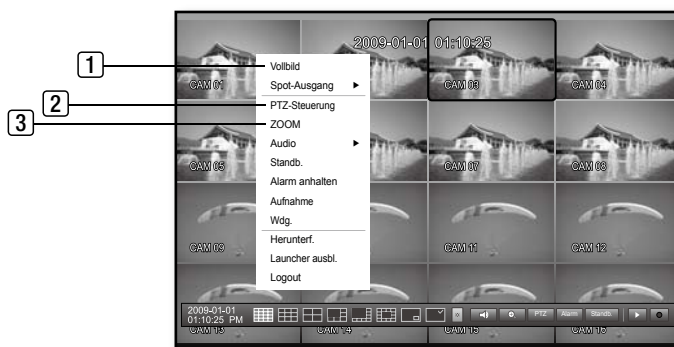 1
2
3
2009-01-01 01:10:25
CAM 01
CAM 03
CAM 04
Vollbild
Spot-Ausgang
PTZ-Steuerung
ZOOM
Audio
Standb.
Alarm anhalten
Aufnahme
Wdg.
Herunterf.
Launcher ausbl.
Logout
CAM 05
CAM 07
CAM 08
CAM 09
CAM 11
CAM 12
2009-01-01
01:10:25 PM
PTZ
Alarm
Standb.
CAM 13
CAM 14
CAM 15
CAM 16